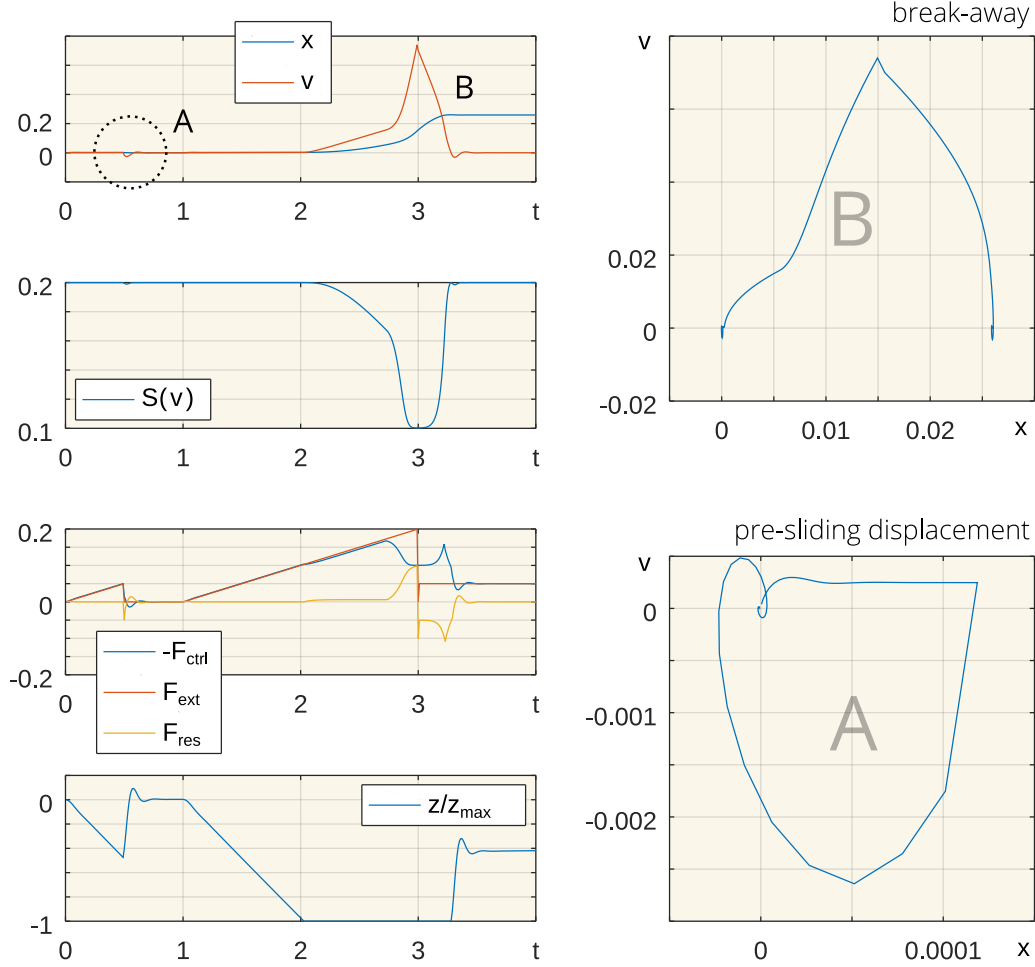 x
v
A
B
0.2
0
0
1
2
3
t
0.2
0.1
S(v)
0
1
2
3
t
0.2
0
-0.2
-F_ctrl
F_ext
F_res
0
1
2
3
t
0
-1
z/z_max
0
1
2
3
t
break-away
v
B
0.02
0
-0.02
0
0.01
0.02
x
pre-sliding displacement
v
A
0
-0.001
-0.002
0
0.0001
x